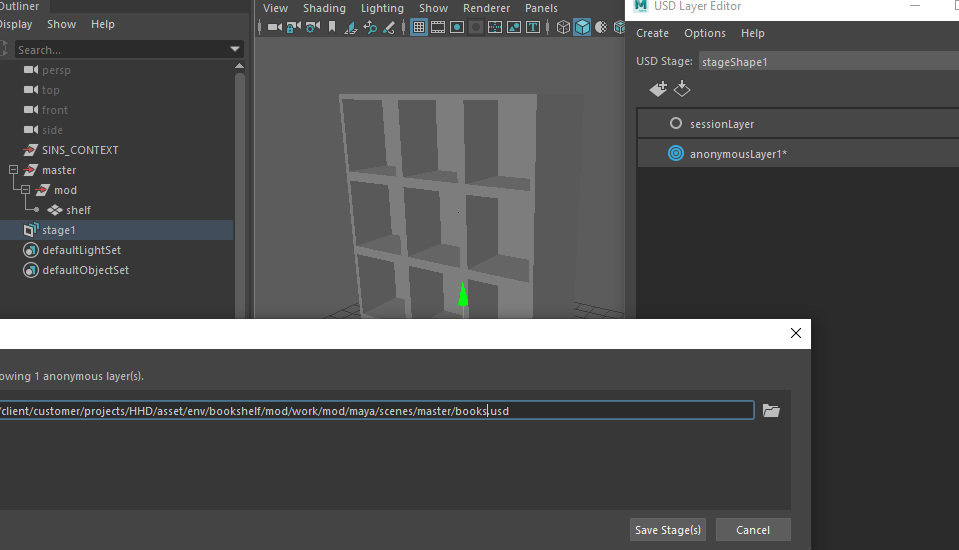 Outliner
Display Show Help
Search...
persp
top
front
side
SINS_CONTEXT
master
mod
shelf
stage1
defaultLightSet
defaultObjectSet
View Shading Lighting Show Renderer Panels
USD Layer Editor
Create Options Help
USD Stage: stageShape1
sessionLayer
anonymousLayer1*
owing 1 anonymous layer(s).
/client/customer/projects/HHD/asset/env/bookshelf/mod/work/mod/maya/scenes/master/books.usd
Save Stage(s) Cancel